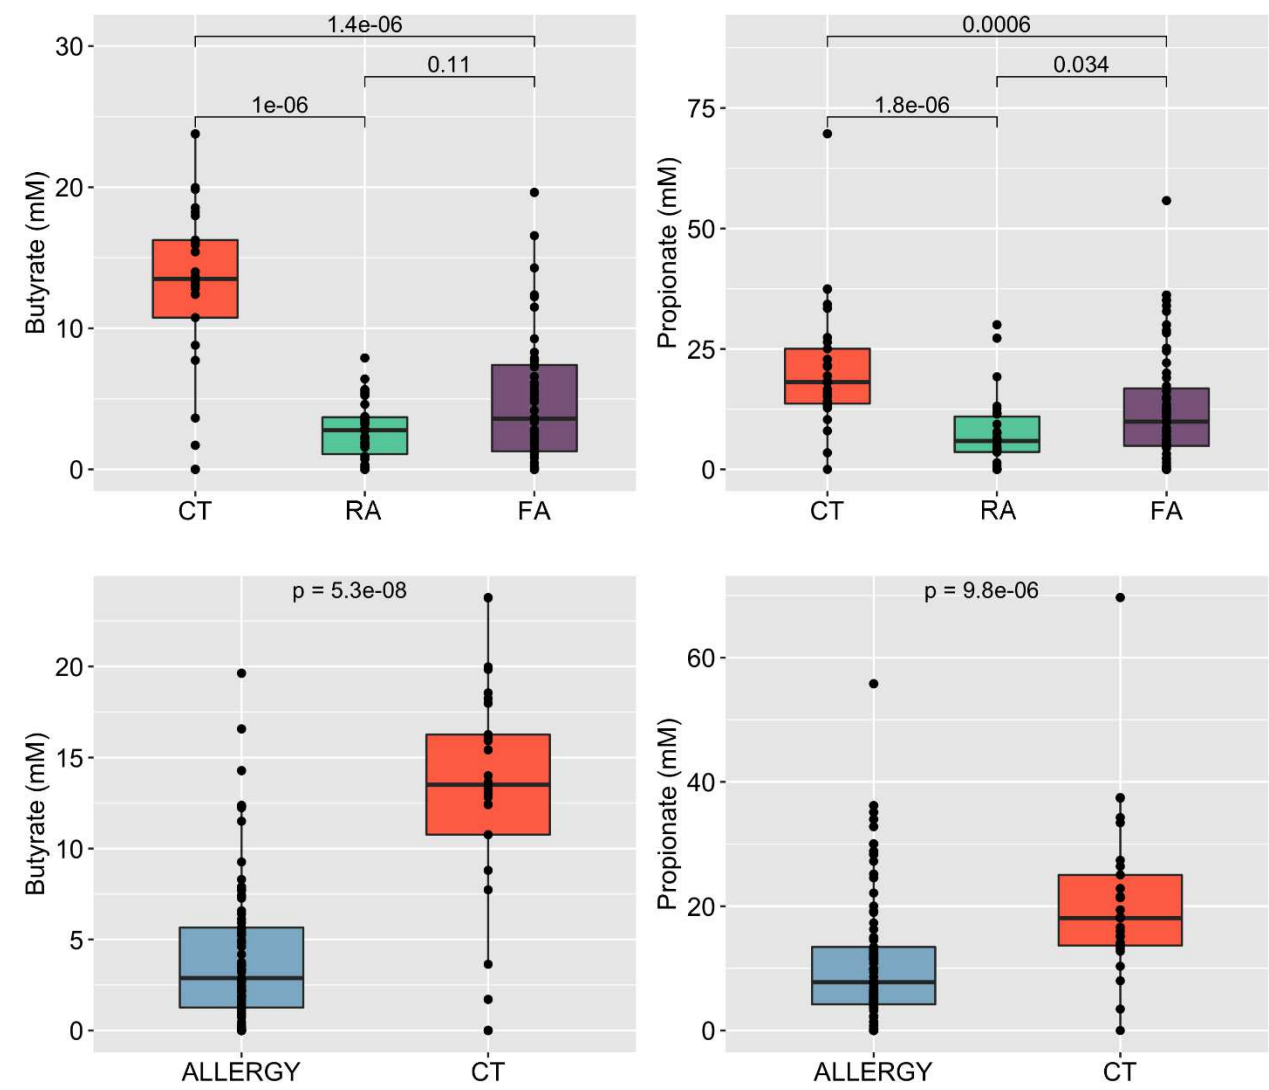 1.4e-06
0.11
1e-06
Butyrate (mM)
30
20
10
0
CT RA FA
0.0006
0.034
1.8e-06
Propionate (mM)
75
50
25
0
CT RA FA
p = 5.3e-08
Butyrate (mM)
20
15
10
5
0
ALLERGY CT
p = 9.8e-06
Propionate (mM)
60
40
20
0
ALLERGY CT